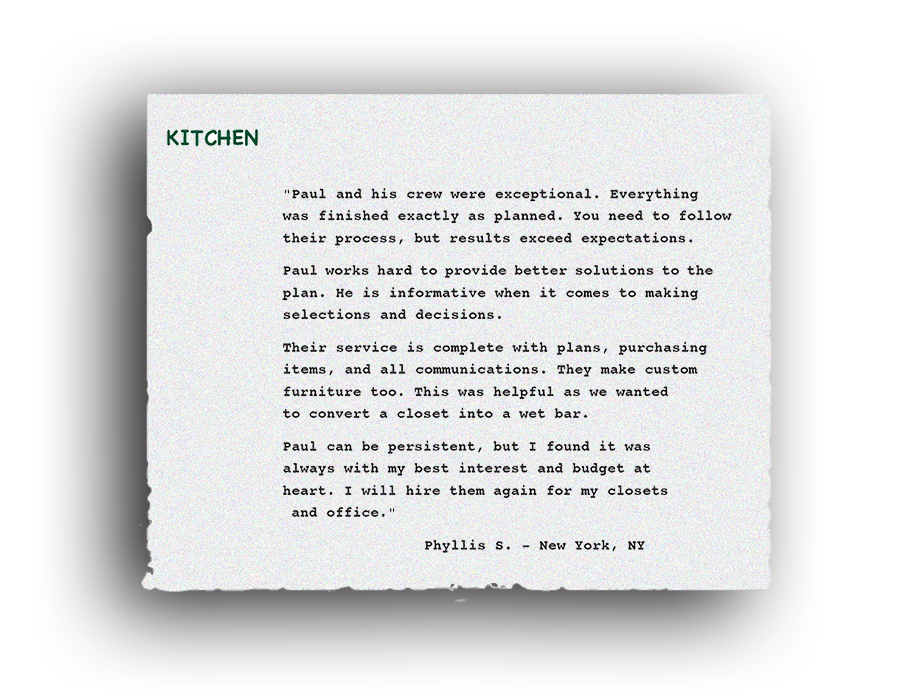 KITCHEN
"Paul and his crew were exceptional. Everything
was finished exactly as planned. You need to follow
their process, but results exceed expectations.
Paul works hard to provide better solutions to the
plan. He is informative when it comes to making
selections and decisions.
Their service is complete with plans, purchasing
items, and all communications. They make custom
furniture too. This was helpful as we wanted
to convert a closet into a wet bar.
Paul can be persistent, but I found it was
always with my best interest and budget at
heart. I will hire them again for my closets
and office."
Phyllis S. – New York, NY